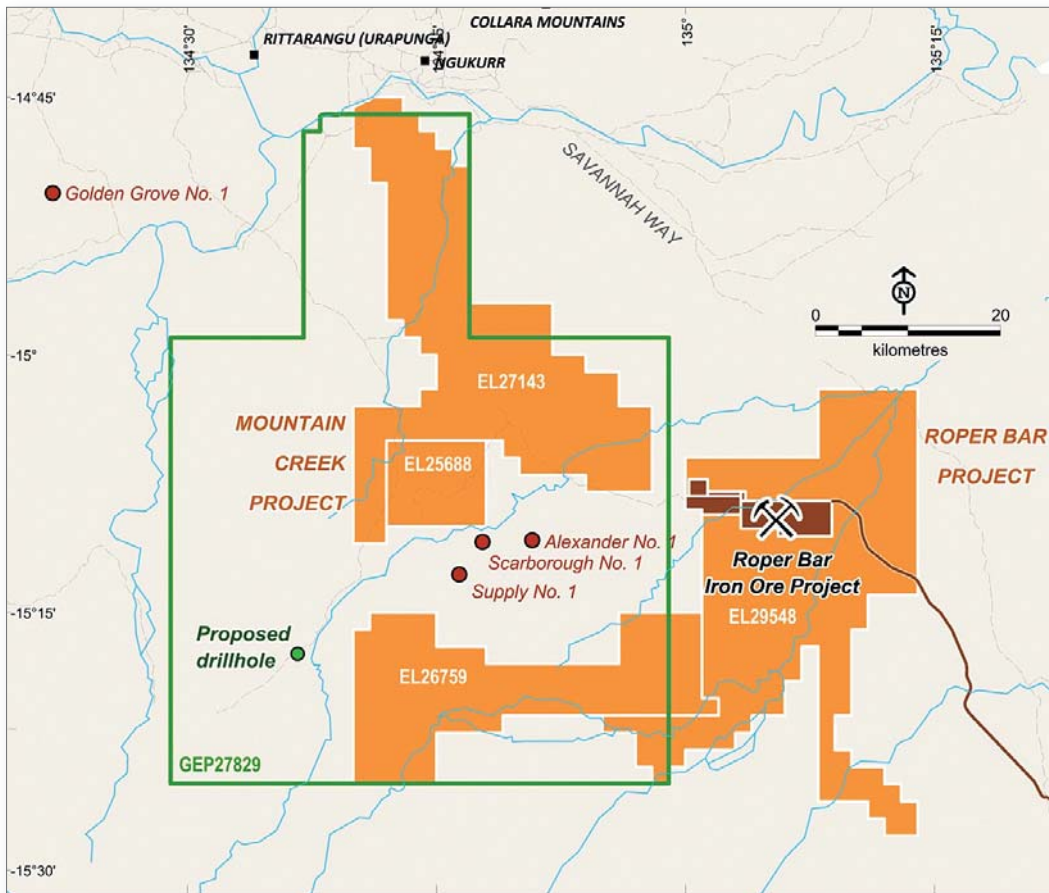 COLLARA MOUNTAINS
134°30'
RITTARANGU (URAPUNGA)
NGUKURR
135°
135°15'
-14°45'
SAVANNAH WAY
Golden Grove No. 1
N
0 20
kilometres
-15°
EL27143
MOUNTAIN
CREEK
PROJECT
EL25688
ROPER BAR
PROJECT
Alexander No. 1
Scarborough No. 1
Supply No. 1
Roper Bar
Iron Ore Project
-15°15'
EL29548
Proposed
drillhole
EL26759
GEP27829
-15°30'